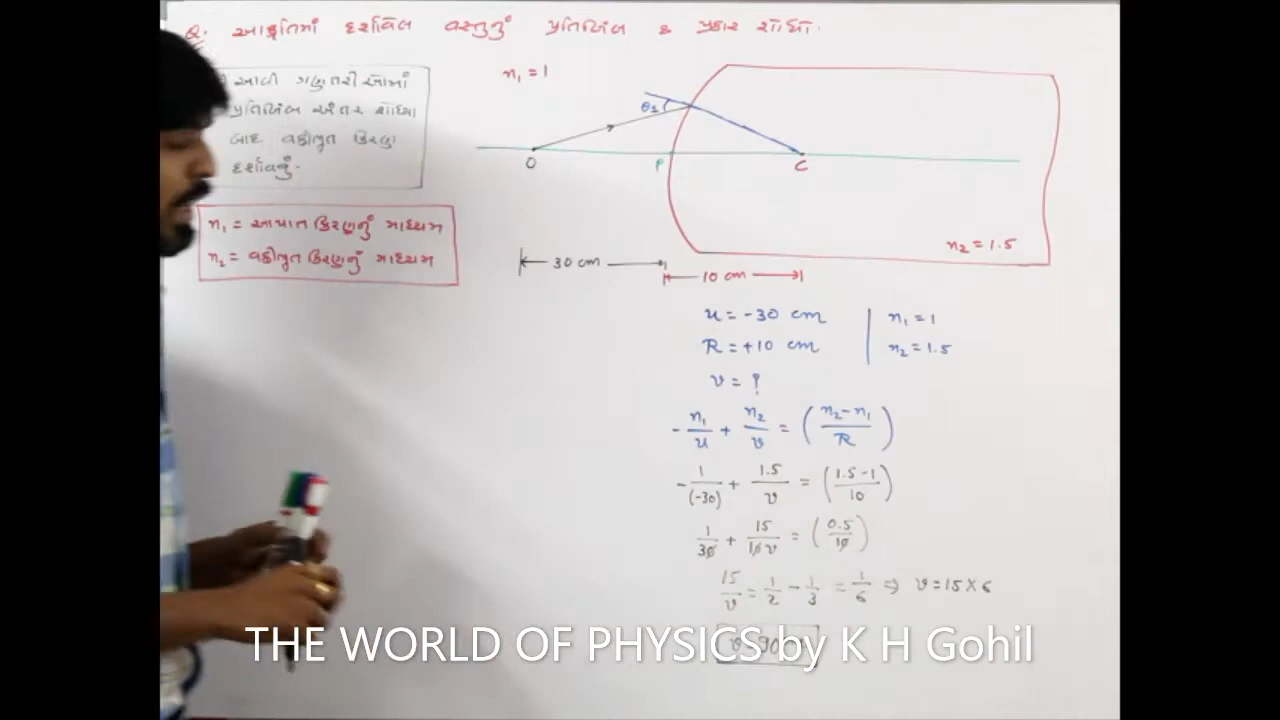 Q: આકૃતિમાં દર્શાવેલ વસ્તુનું પ્રતિબિંબ & પ્રકાર શોધો.
આવી ગણતરીઓમાં
પ્રતિબિંબ અંતર શોધ્યા
બાદ વક્રીભૂત કિરણ
દર્શાવવું.
n₁ = આપાત કિરણનું માધ્યમ
n₂ = વક્રીભૂત કિરણનું માધ્યમ
n₁ = 1
θ₁
O P C
n₂ = 1.5
30 cm 10 cm
u = -30 cm n₁ = 1
R = +10 cm n₂ = 1.5
v = ?
-n₁/u + n₂/v = (n₂-n₁/R)
-1/(-30) + 1.5/v = (1.5-1/10)
1/30 + 15/10v = (0.5/10)
15/v = 1/2 - 1/3 = 1/6 ⇒ v = 15×6
THE WORLD OF PHYSICS by K H Gohil